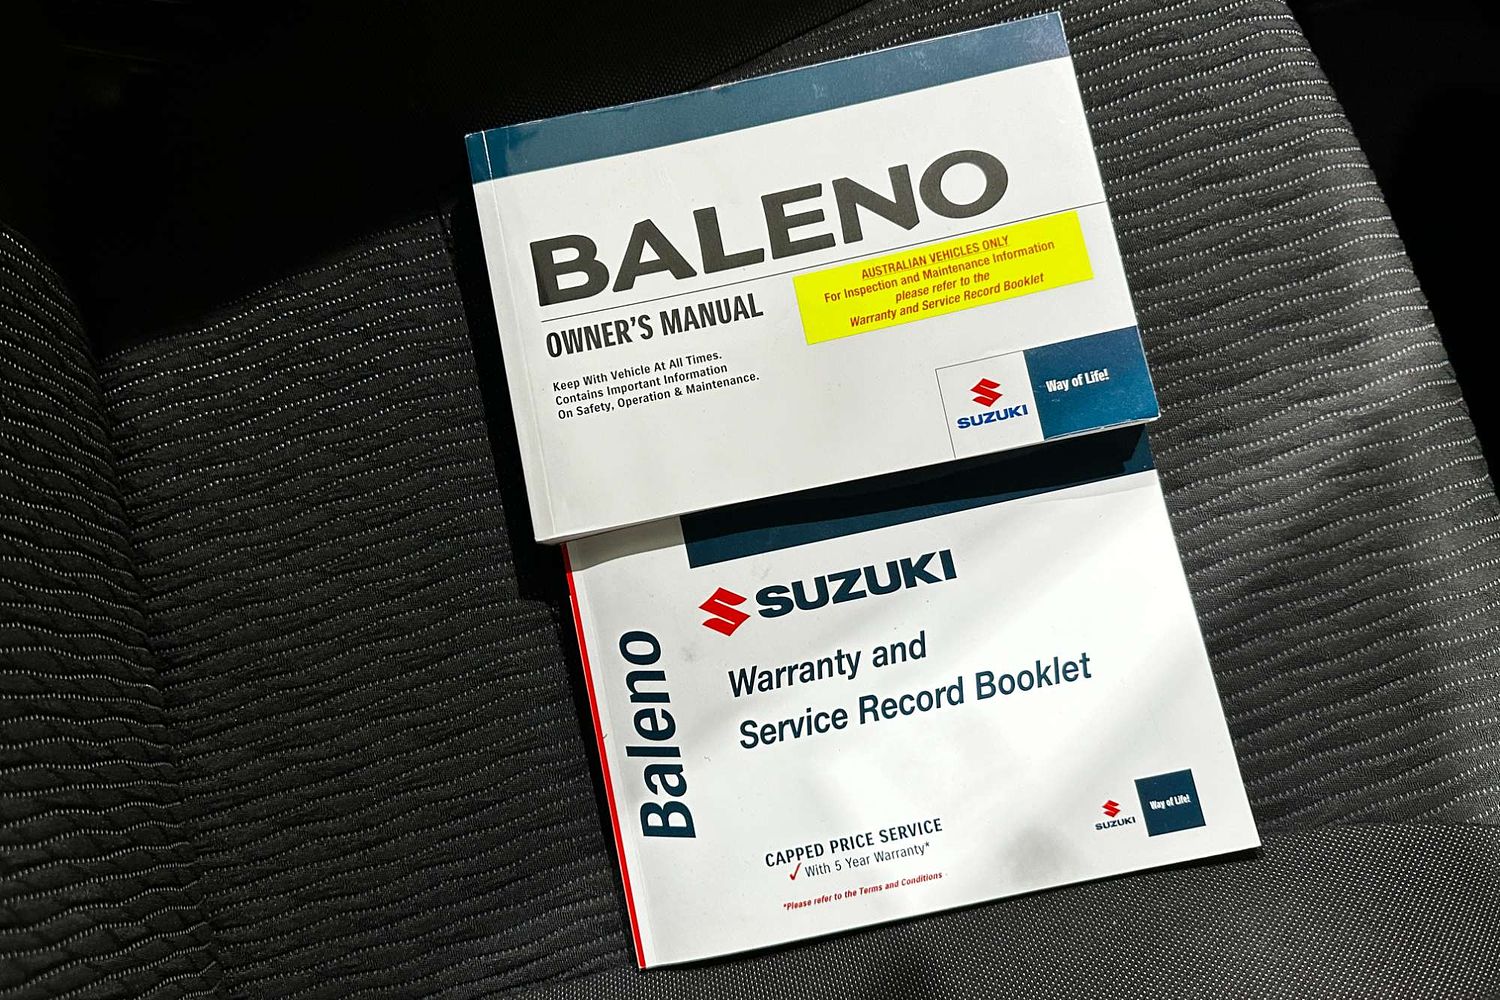 BALENO
AUSTRALIAN VEHICLES ONLY
For Inspection and Maintenance Information
please refer to the
Warranty and Service Record Booklet
OWNER'S MANUAL
Keep With Vehicle At All Times.
Contains Important Information
On Safety, Operation & Maintenance.
SUZUKI
Way of Life!
SUZUKI
Baleno
Warranty and
Service Record Booklet
CAPPED PRICE SERVICE
With 5 Year Warranty*
*Please refer to the Terms and Conditions
SUZUKI
Way of Life!